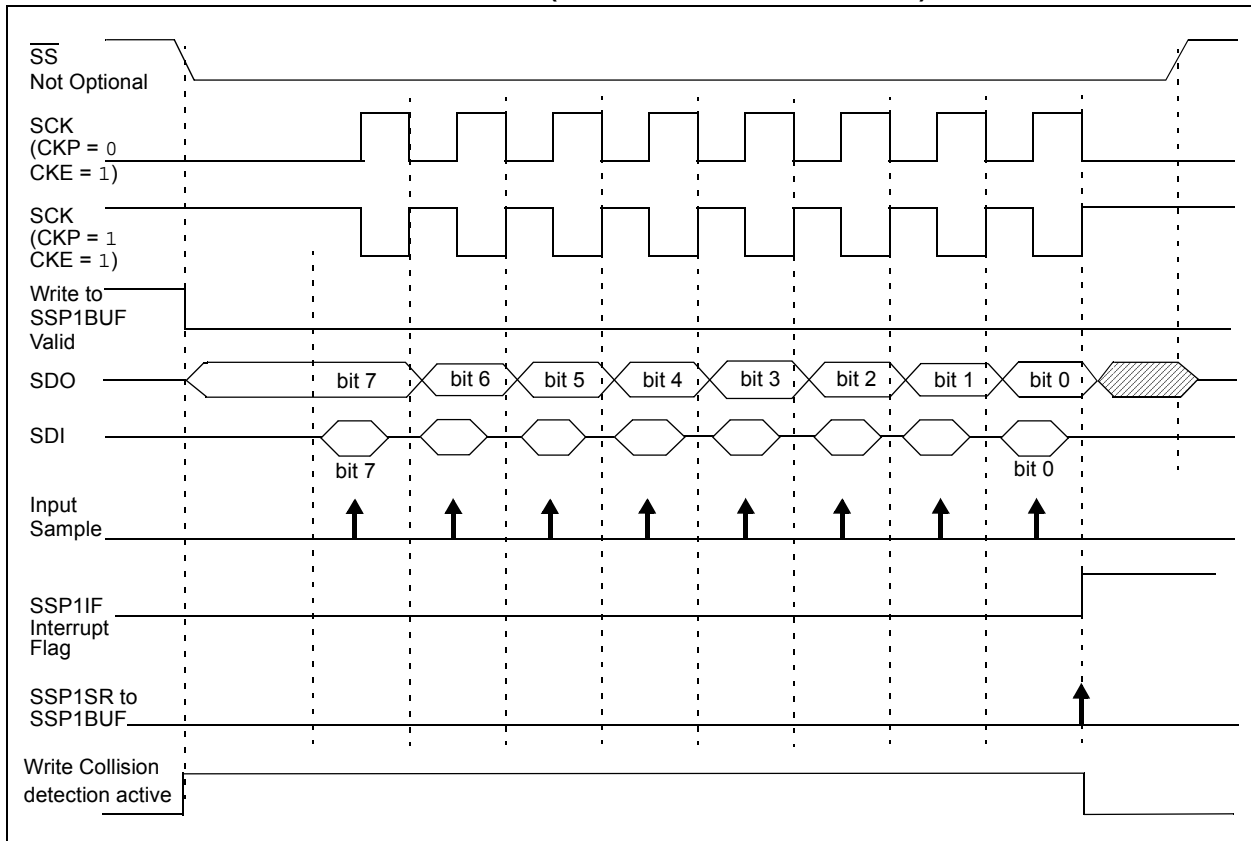 SS
Not Optional
SCK
(CKP = 0
CKE = 1)
SCK
(CKP = 1
CKE = 1)
Write to
SSP1BUF
Valid
SDO
bit 7 bit 6 bit 5 bit 4 bit 3 bit 2 bit 1 bit 0
SDI
bit 7 bit 0
Input
Sample
SSP1IF
Interrupt
Flag
SSP1SR to
SSP1BUF
Write Collision
detection active